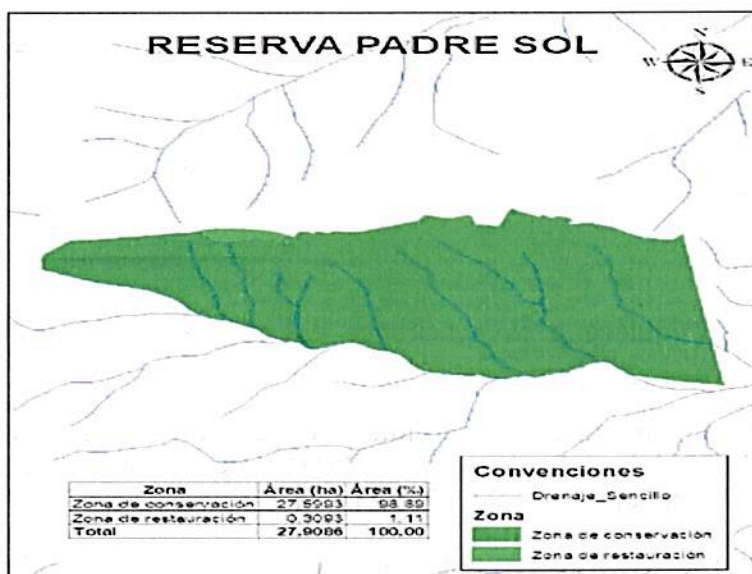 RESERVA PADRE SOL
N
W E
S
Zona Área (ha) Área (%)
Zona de conservación 27,5993 98,89
Zona de restauración 0,3093 1,11
Total 27,9086 100,00
Convenciones
Drenaje_Sencillo
Zona
Zona de conservación
Zona de restauración